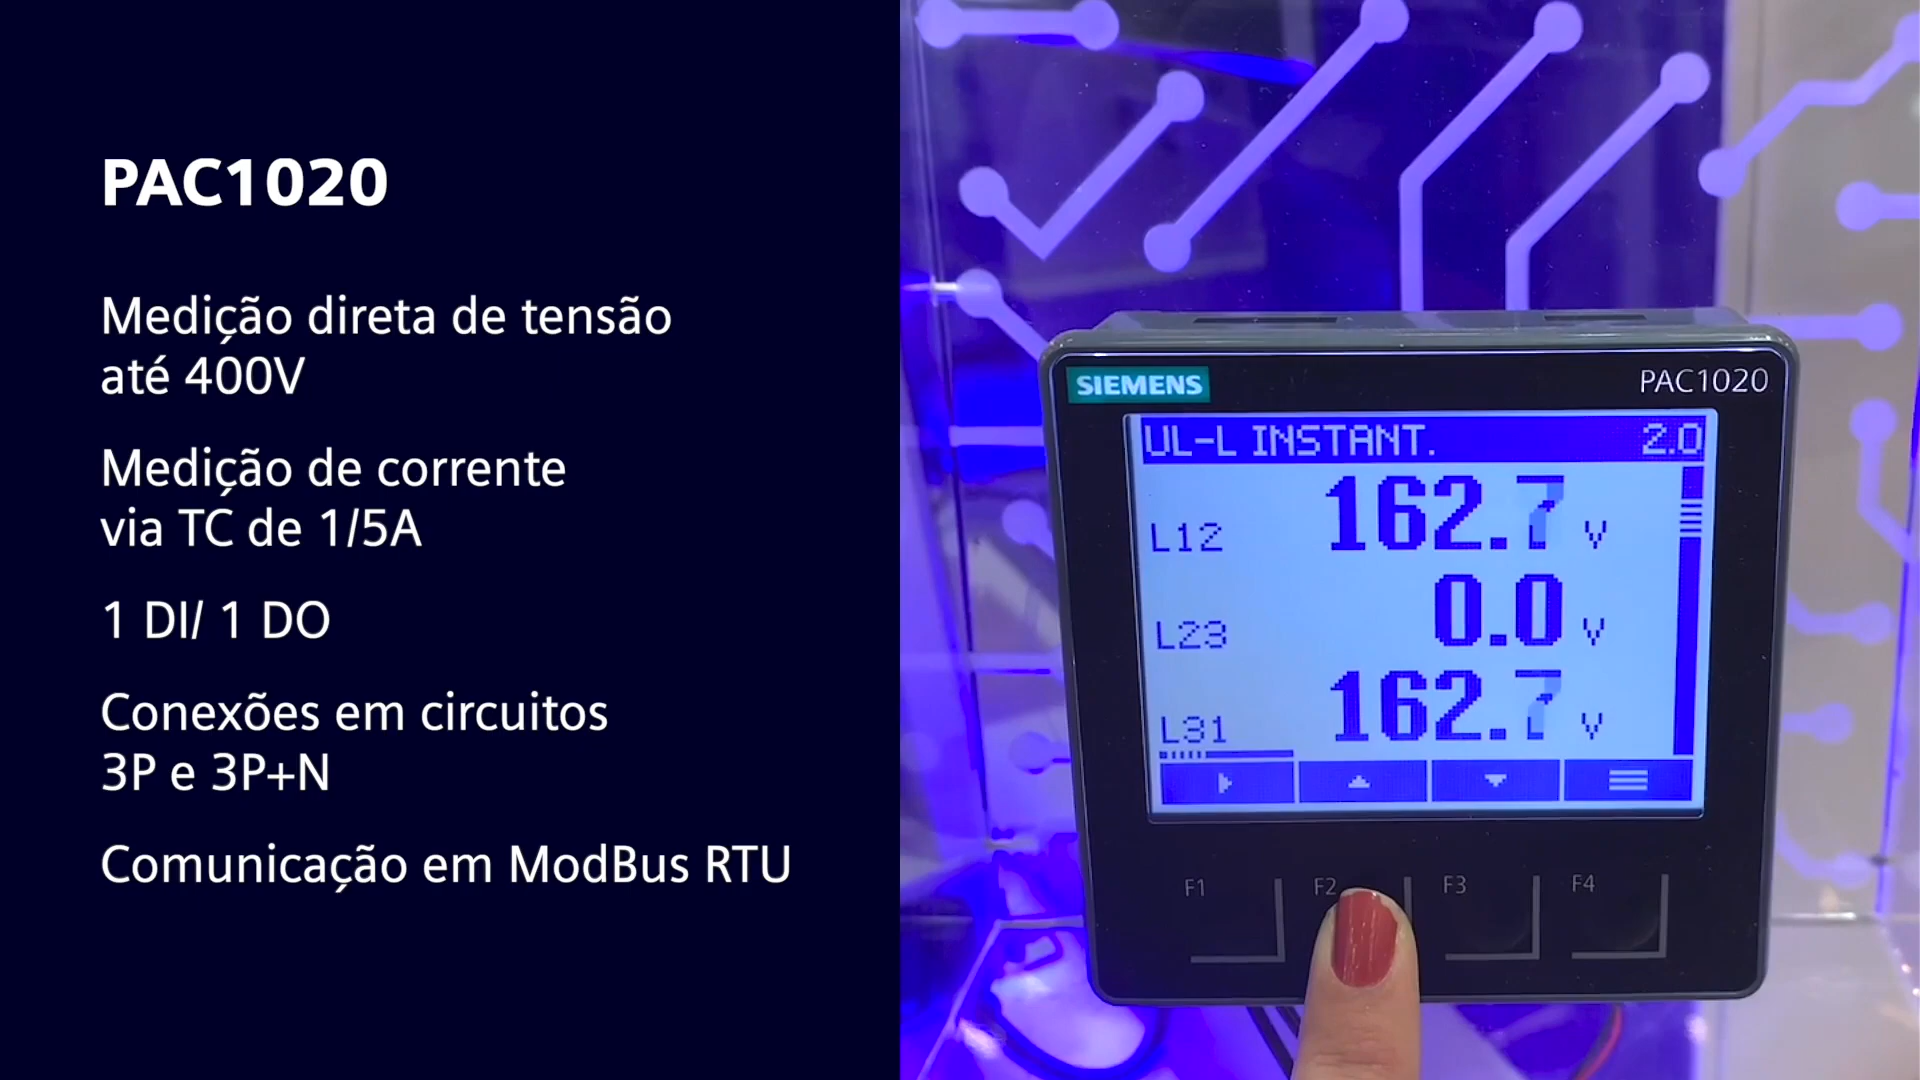 PAC1020
Medição direta de tensão
até 400V
Medição de corrente
via TC de 1/5A
1 DI/ 1 DO
Conexões em circuitos
3P e 3P+N
Comunicação em ModBus RTU
SIEMENS
PAC1020
UL-L INSTANT. 2.0
L12 162.7 V
L23 0.0 V
L31 162.7 V
F1 F2 F3 F4